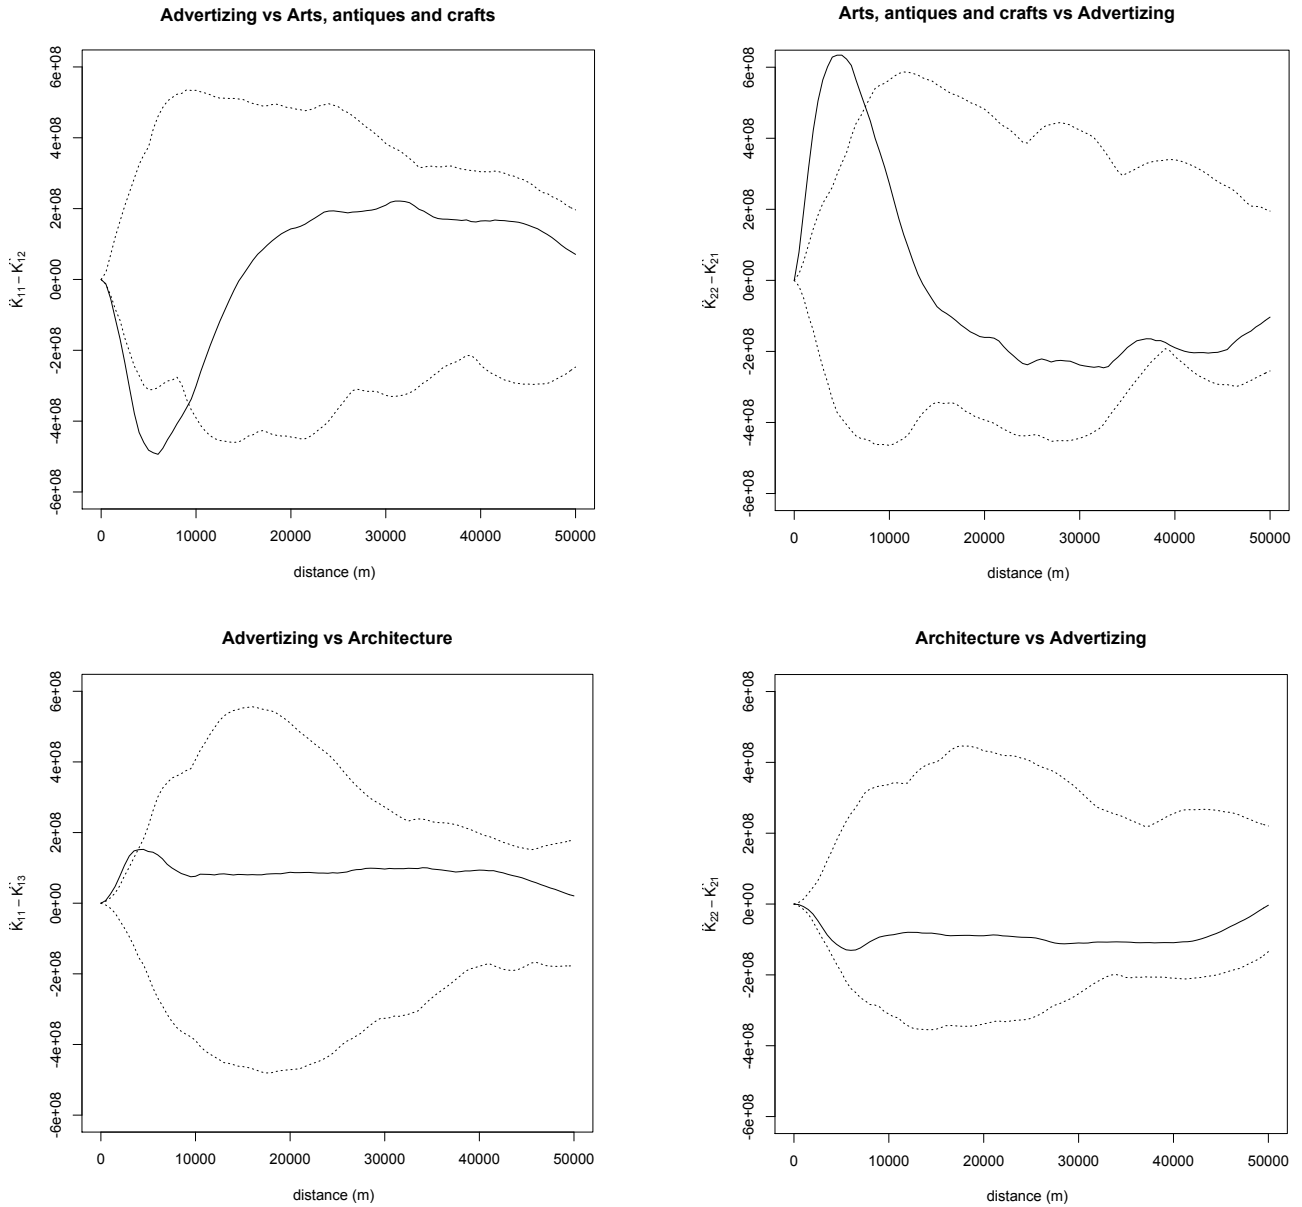 Advertizing vs Arts, antiques and crafts
K̈₁₁ – K̈₁₂
-6e+08 -4e+08 -2e+08 0e+00 2e+08 4e+08 6e+08
0 10000 20000 30000 40000 50000
distance (m)
Arts, antiques and crafts vs Advertizing
K̈₂₂ – K̈₂₁
-6e+08 -4e+08 -2e+08 0e+00 2e+08 4e+08 6e+08
0 10000 20000 30000 40000 50000
distance (m)
Advertizing vs Architecture
K̈₁₁ – K̈₁₃
-6e+08 -4e+08 -2e+08 0e+00 2e+08 4e+08 6e+08
0 10000 20000 30000 40000 50000
distance (m)
Architecture vs Advertizing
K̈₂₂ – K̈₂₁
-6e+08 -4e+08 -2e+08 0e+00 2e+08 4e+08 6e+08
0 10000 20000 30000 40000 50000
distance (m)